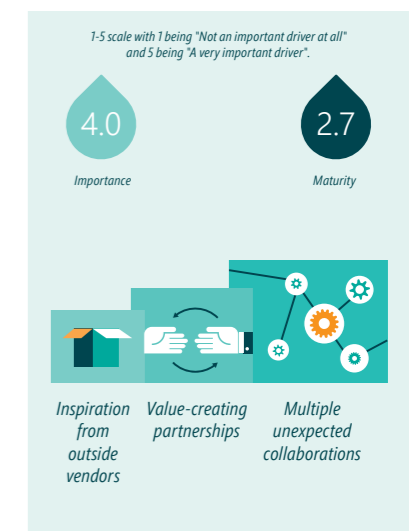 1-5 scale with 1 being "Not an important driver at all"
and 5 being "A very important driver".
4.0
2.7
Importance
Maturity
Inspiration
from
outside
vendors
Value-creating
partnerships
Multiple
unexpected
collaborations